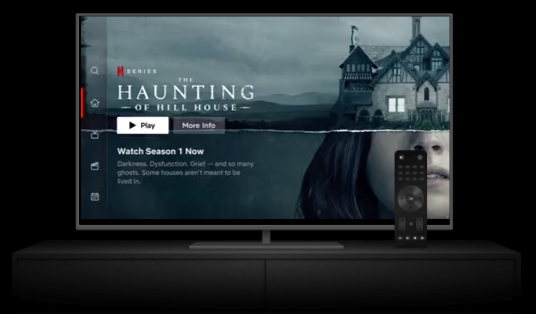 N SERIES
THE
HAUNTING
OF HILL HOUSE
Play More Info
Watch Season 1 Now
Darkness. Dysfunction. Grief -- and so many
ghosts. Some houses aren't meant to be
lived in.